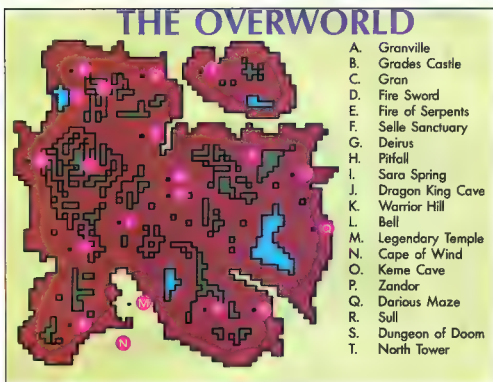 THE OVERWORLD
A. Granville
B. Grades Castle
C. Gran
D. Fire Sword
E. Fire of Serpents
F. Selle Sanctuary
G. Deirus
H. Pitfall
I. Sara Spring
J. Dragon King Cave
K. Warrior Hill
L. Bell
M. Legendary Temple
N. Cape of Wind
O. Keme Cave
P. Zandor
Q. Darious Maze
R. Sull
S. Dungeon of Doom
T. North Tower
M
N